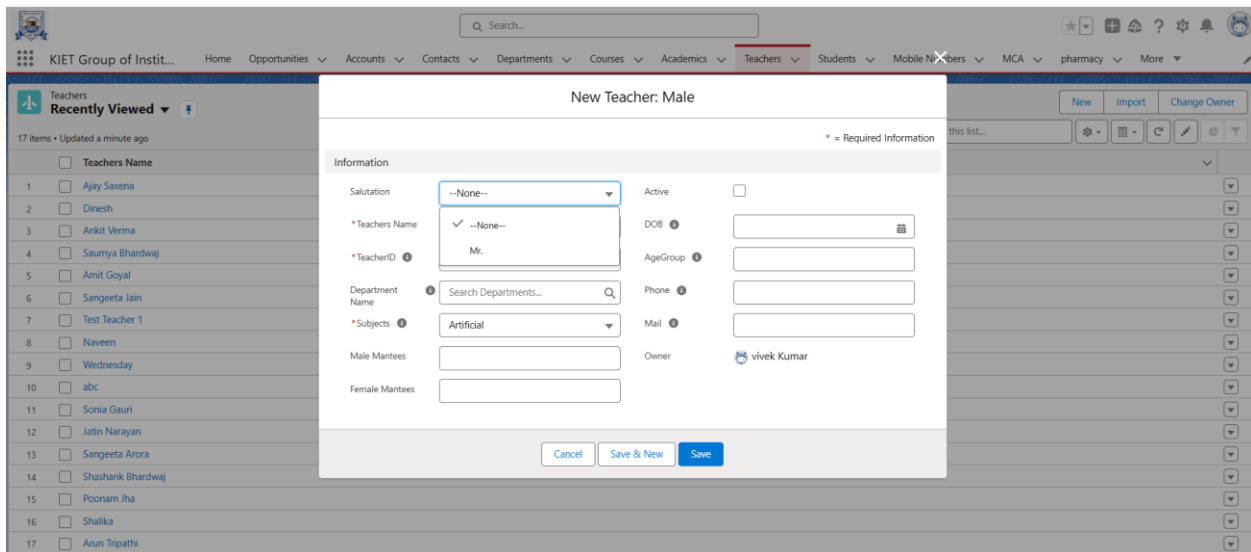 Search...
KIET Group of Instit...
Home Opportunities Accounts Contacts Departments Courses Academics Teachers Students Mobile Numbers MCA pharmacy More
Teachers
Recently Viewed
New Import Change Owner
17 items • Updated a minute ago
this list...
Teachers Name
1 Ajay Saxena
2 Dinesh
3 Ankit Verma
4 Saumya Bhardwaj
5 Amit Goyal
6 Sangeeta Jain
7 Test Teacher 1
8 Naveen
9 Wednesday
10 abc
11 Sonia Gauri
12 Jatin Narayan
13 Sangeeta Arora
14 Shashank Bhardwaj
15 Poonam Jha
16 Shalika
17 Arun Tripathi
New Teacher: Male
* = Required Information
Information
Salutation --None-- Active
--None--
Mr.
*Teachers Name DOB
*TeacherID AgeGroup
Department Name Search Departments... Phone
*Subjects Artificial Mail
Male Mantees Owner vivek Kumar
Female Mantees
Cancel Save & New Save